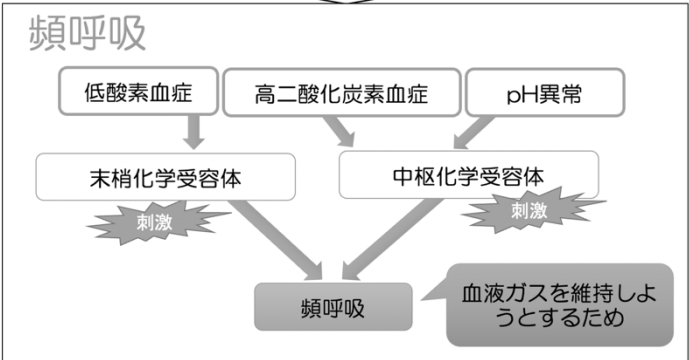 頻呼吸
低酸素血症
高二酸化炭素血症
pH異常
末梢化学受容体
中枢化学受容体
刺激
刺激
頻呼吸
血液ガスを維持しよ
うとするため